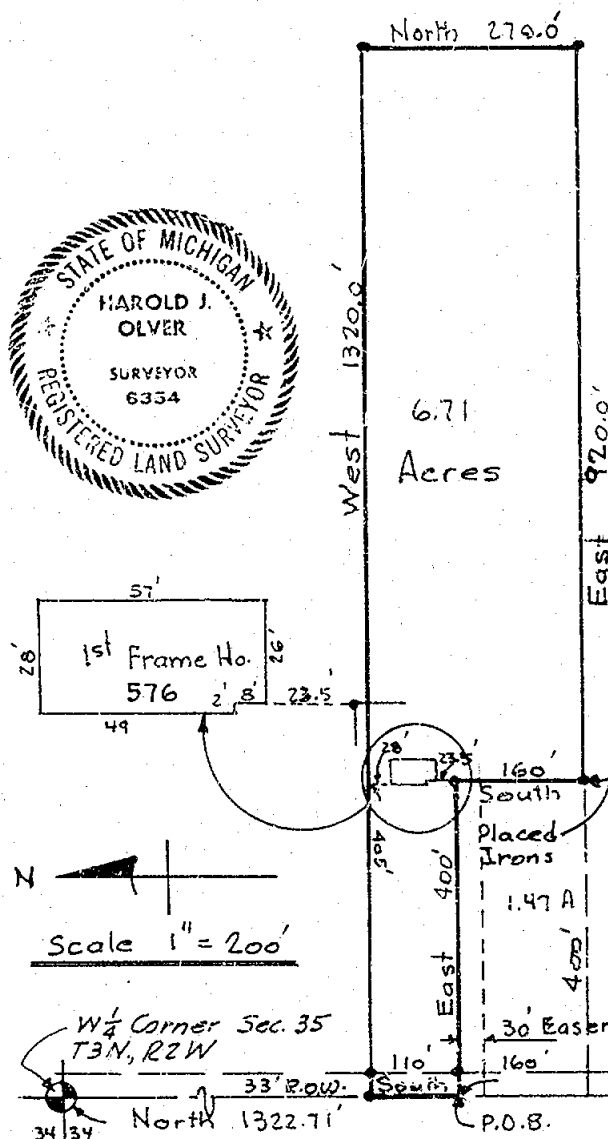 North 270.0'
STATE OF MICHIGAN
HAROLD J.
OLVER
SURVEYOR
6354
REGISTERED LAND SURVEYOR
West 1320.0'
6.71
Acres
East 920.0'
57'
28'
1st Frame Ho.
576
26'
2' 8'
49
23.5'
28'
23.5'
160'
South
Placed
Irons
405'
400'
East
1.47 A
400'
N
Scale 1" = 200'
W 1/4 Corner Sec. 35
T3N, R2W
30'
110'
160'
33' R.O.W.
South
North 1322.71'
P.O.B.
34 34